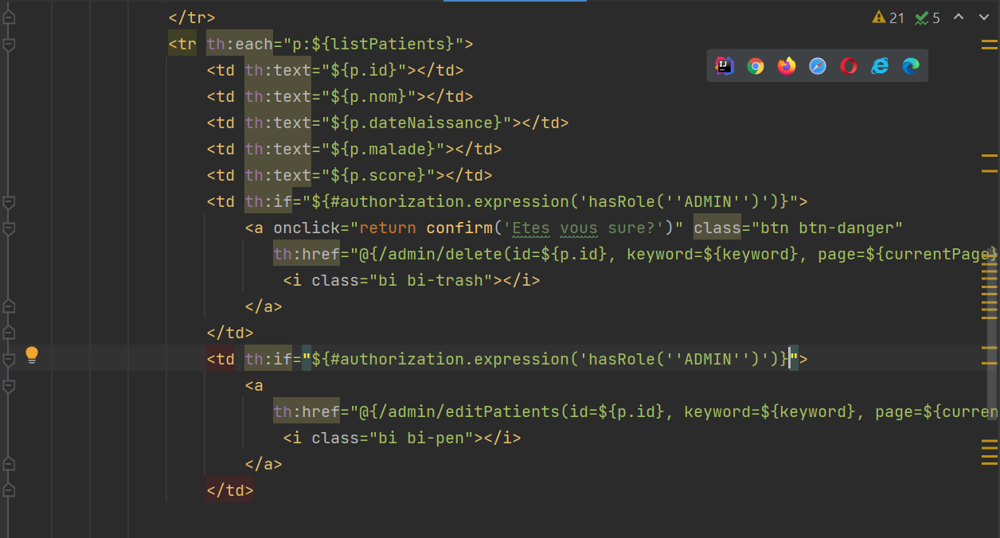 </tr>
21 5
<tr th:each="p:${listPatients}">
<td th:text="${p.id}"></td>
<td th:text="${p.nom}"></td>
<td th:text="${p.dateNaissance}"></td>
<td th:text="${p.malade}"></td>
<td th:text="${p.score}"></td>
<td th:if="${#authorization.expression('hasRole(''ADMIN'')')}">
<a onclick="return confirm('Etes vous sure?')" class="btn btn-danger"
th:href="@{/admin/delete(id=${p.id}, keyword=${keyword}, page=${currentPage}
<i class="bi bi-trash"></i>
</a>
</td>
<td th:if="${#authorization.expression('hasRole(''ADMIN'')')}">
<a
th:href="@{/admin/editPatients(id=${p.id}, keyword=${keyword}, page=${curren
<i class="bi bi-pen"></i>
</a>
</td>